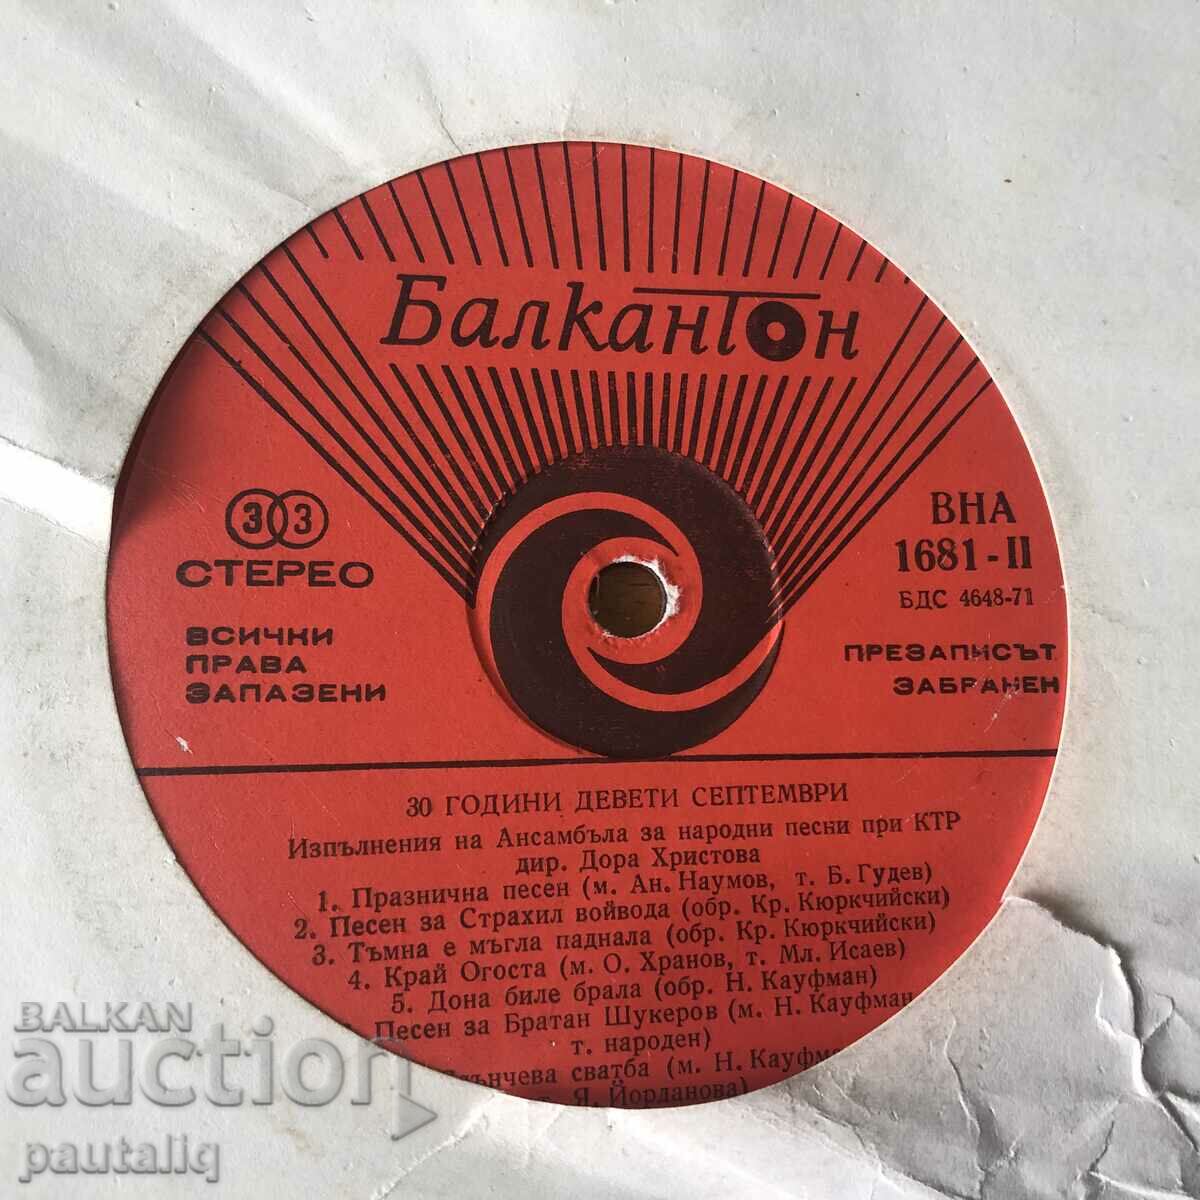 Балкантон
33
СТЕРЕО
ВСИЧКИ
ПРАВА
ЗАПАЗЕНИ
ВНА
1681-II
БДС 4648-71
ПРЕЗАПИСЪТ
ЗАБРАНЕН
30 ГОДИНИ ДЕВЕТИ СЕПТЕМВРИ
Изпълнения на Ансамбъла за народни песни при КТР
дир. Дора Христова
1. Празнична песен (м. Ан. Наумов, т. Б. Гудев)
2. Песен за Страхил войвода (обр. Кр. Кюркчийски)
3. Тъмна е мъгла паднала (обр. Кр. Кюркчийски)
4. Край Огоста (м. О. Хранов, т. Мл. Исаев)
5. Дона биле брала (обр. Н. Кауфман)
Песен за Братан Шукеров (м. Н. Кауфман
т. народен)
сватба (м. Н. Кауфман
Я. Йорданова)
BALKAN
auction
pautaliq